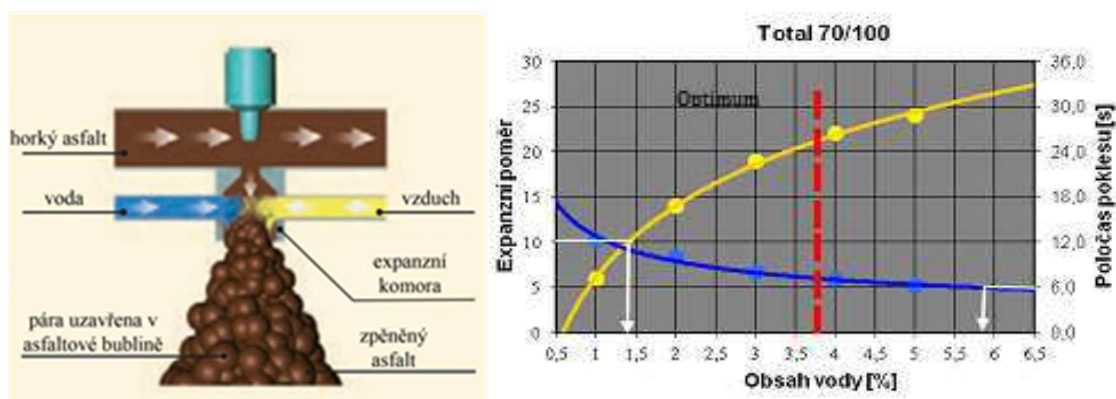 horký asfalt
voda
vzduch
expanzní
komora
pára uzavřena v
asfaltové bublině
zpěněný
asfalt
Total 70/100
Optimum
Expanzní poměr
30
25
20
15
10
5
0
36,0
30,0
24,0
18,0
12,0
6,0
0,0
Poločas poklesu [s]
0,5 1 1,5 2 2,5 3 3,5 4 4,5 5 5,5 6 6,5
Obsah vody [%]